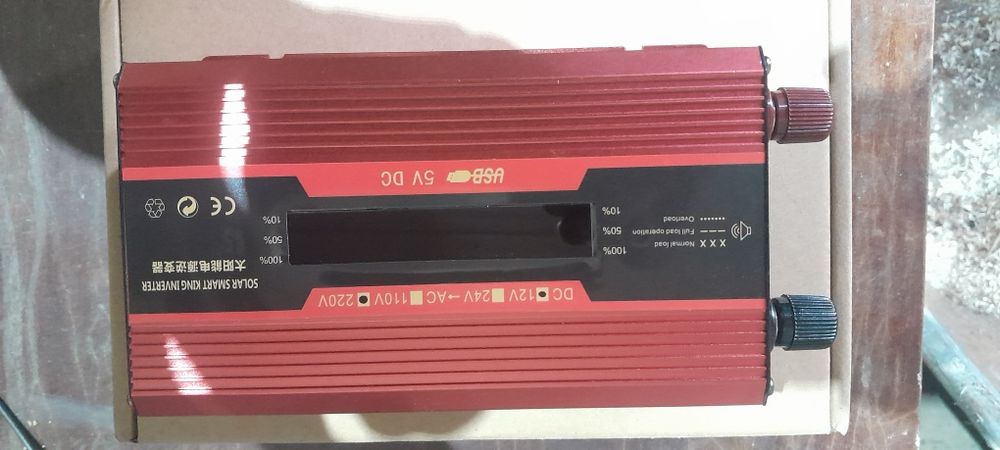 DC 12V 24V → AC 110V 220V
X X X Normal load
--- Full load operation
•••••• Overload
100%
50%
10%
100%
50%
10%
SOLAR SMART KING INVERTER
太阳能电源逆变器
CE
USB 5V DC